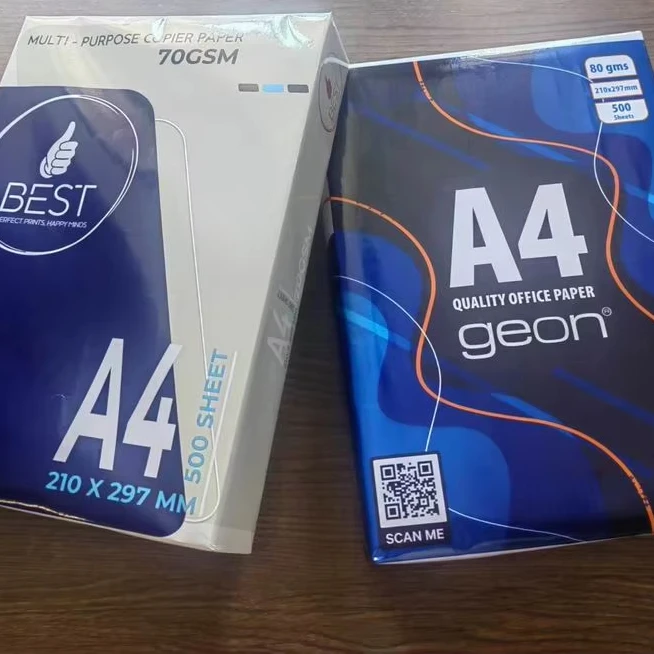 MULTI - PURPOSE COPIER PAPER
70GSM
BEST
PERFECT PRINTS, HAPPY MINDS
A4
210 X 297 MM
500 SHEET
A4
80 gms
210x297mm
500
Sheets
A4
QUALITY OFFICE PAPER
geon®
SCAN ME